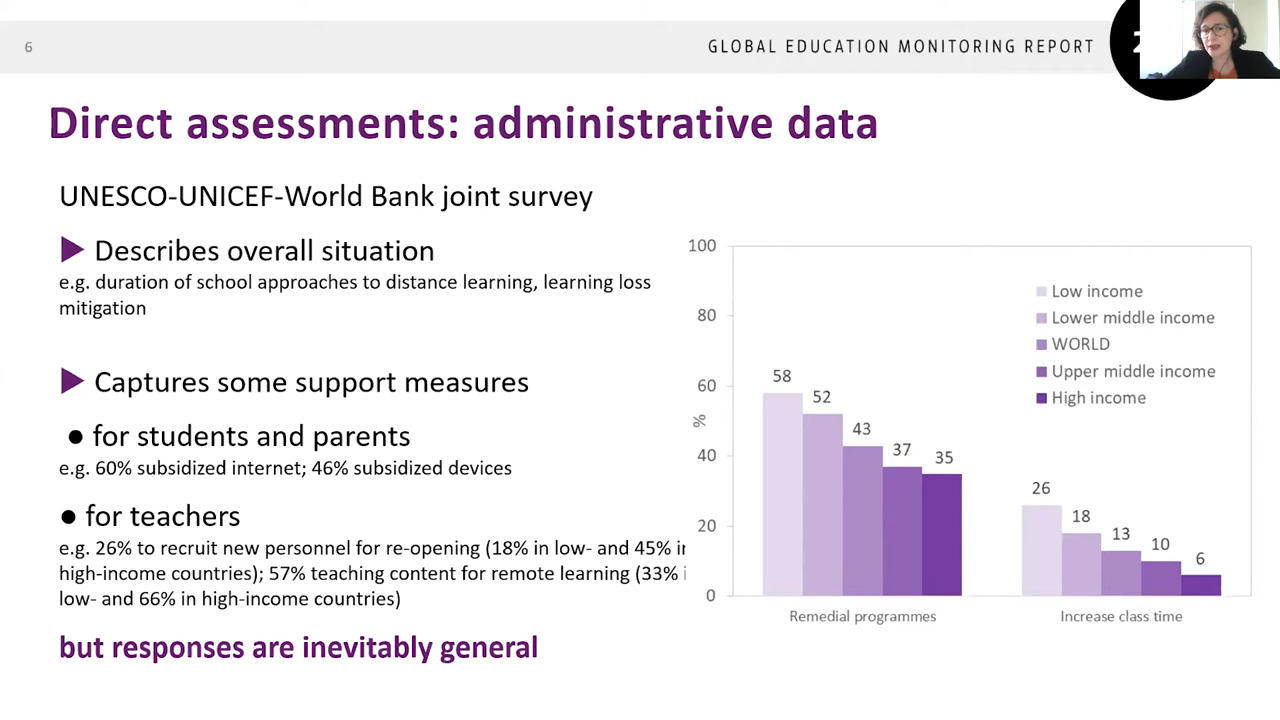 6
GLOBAL EDUCATION MONITORING REPORT
2
Direct assessments: administrative data
UNESCO-UNICEF-World Bank joint survey
▶ Describes overall situation
e.g. duration of school approaches to distance learning, learning loss
mitigation
▶ Captures some support measures
● for students and parents
e.g. 60% subsidized internet; 46% subsidized devices
● for teachers
e.g. 26% to recruit new personnel for re-opening (18% in low- and 45%
high-income countries); 57% teaching content for remote learning (33%
low- and 66% in high-income countries)
but responses are inevitably general
100
80
60
40
20
0
%
Low income
Lower middle income
WORLD
Upper middle income
High income
58
52
43
37
35
26
18
13
10
6
Remedial programmes
Increase class time